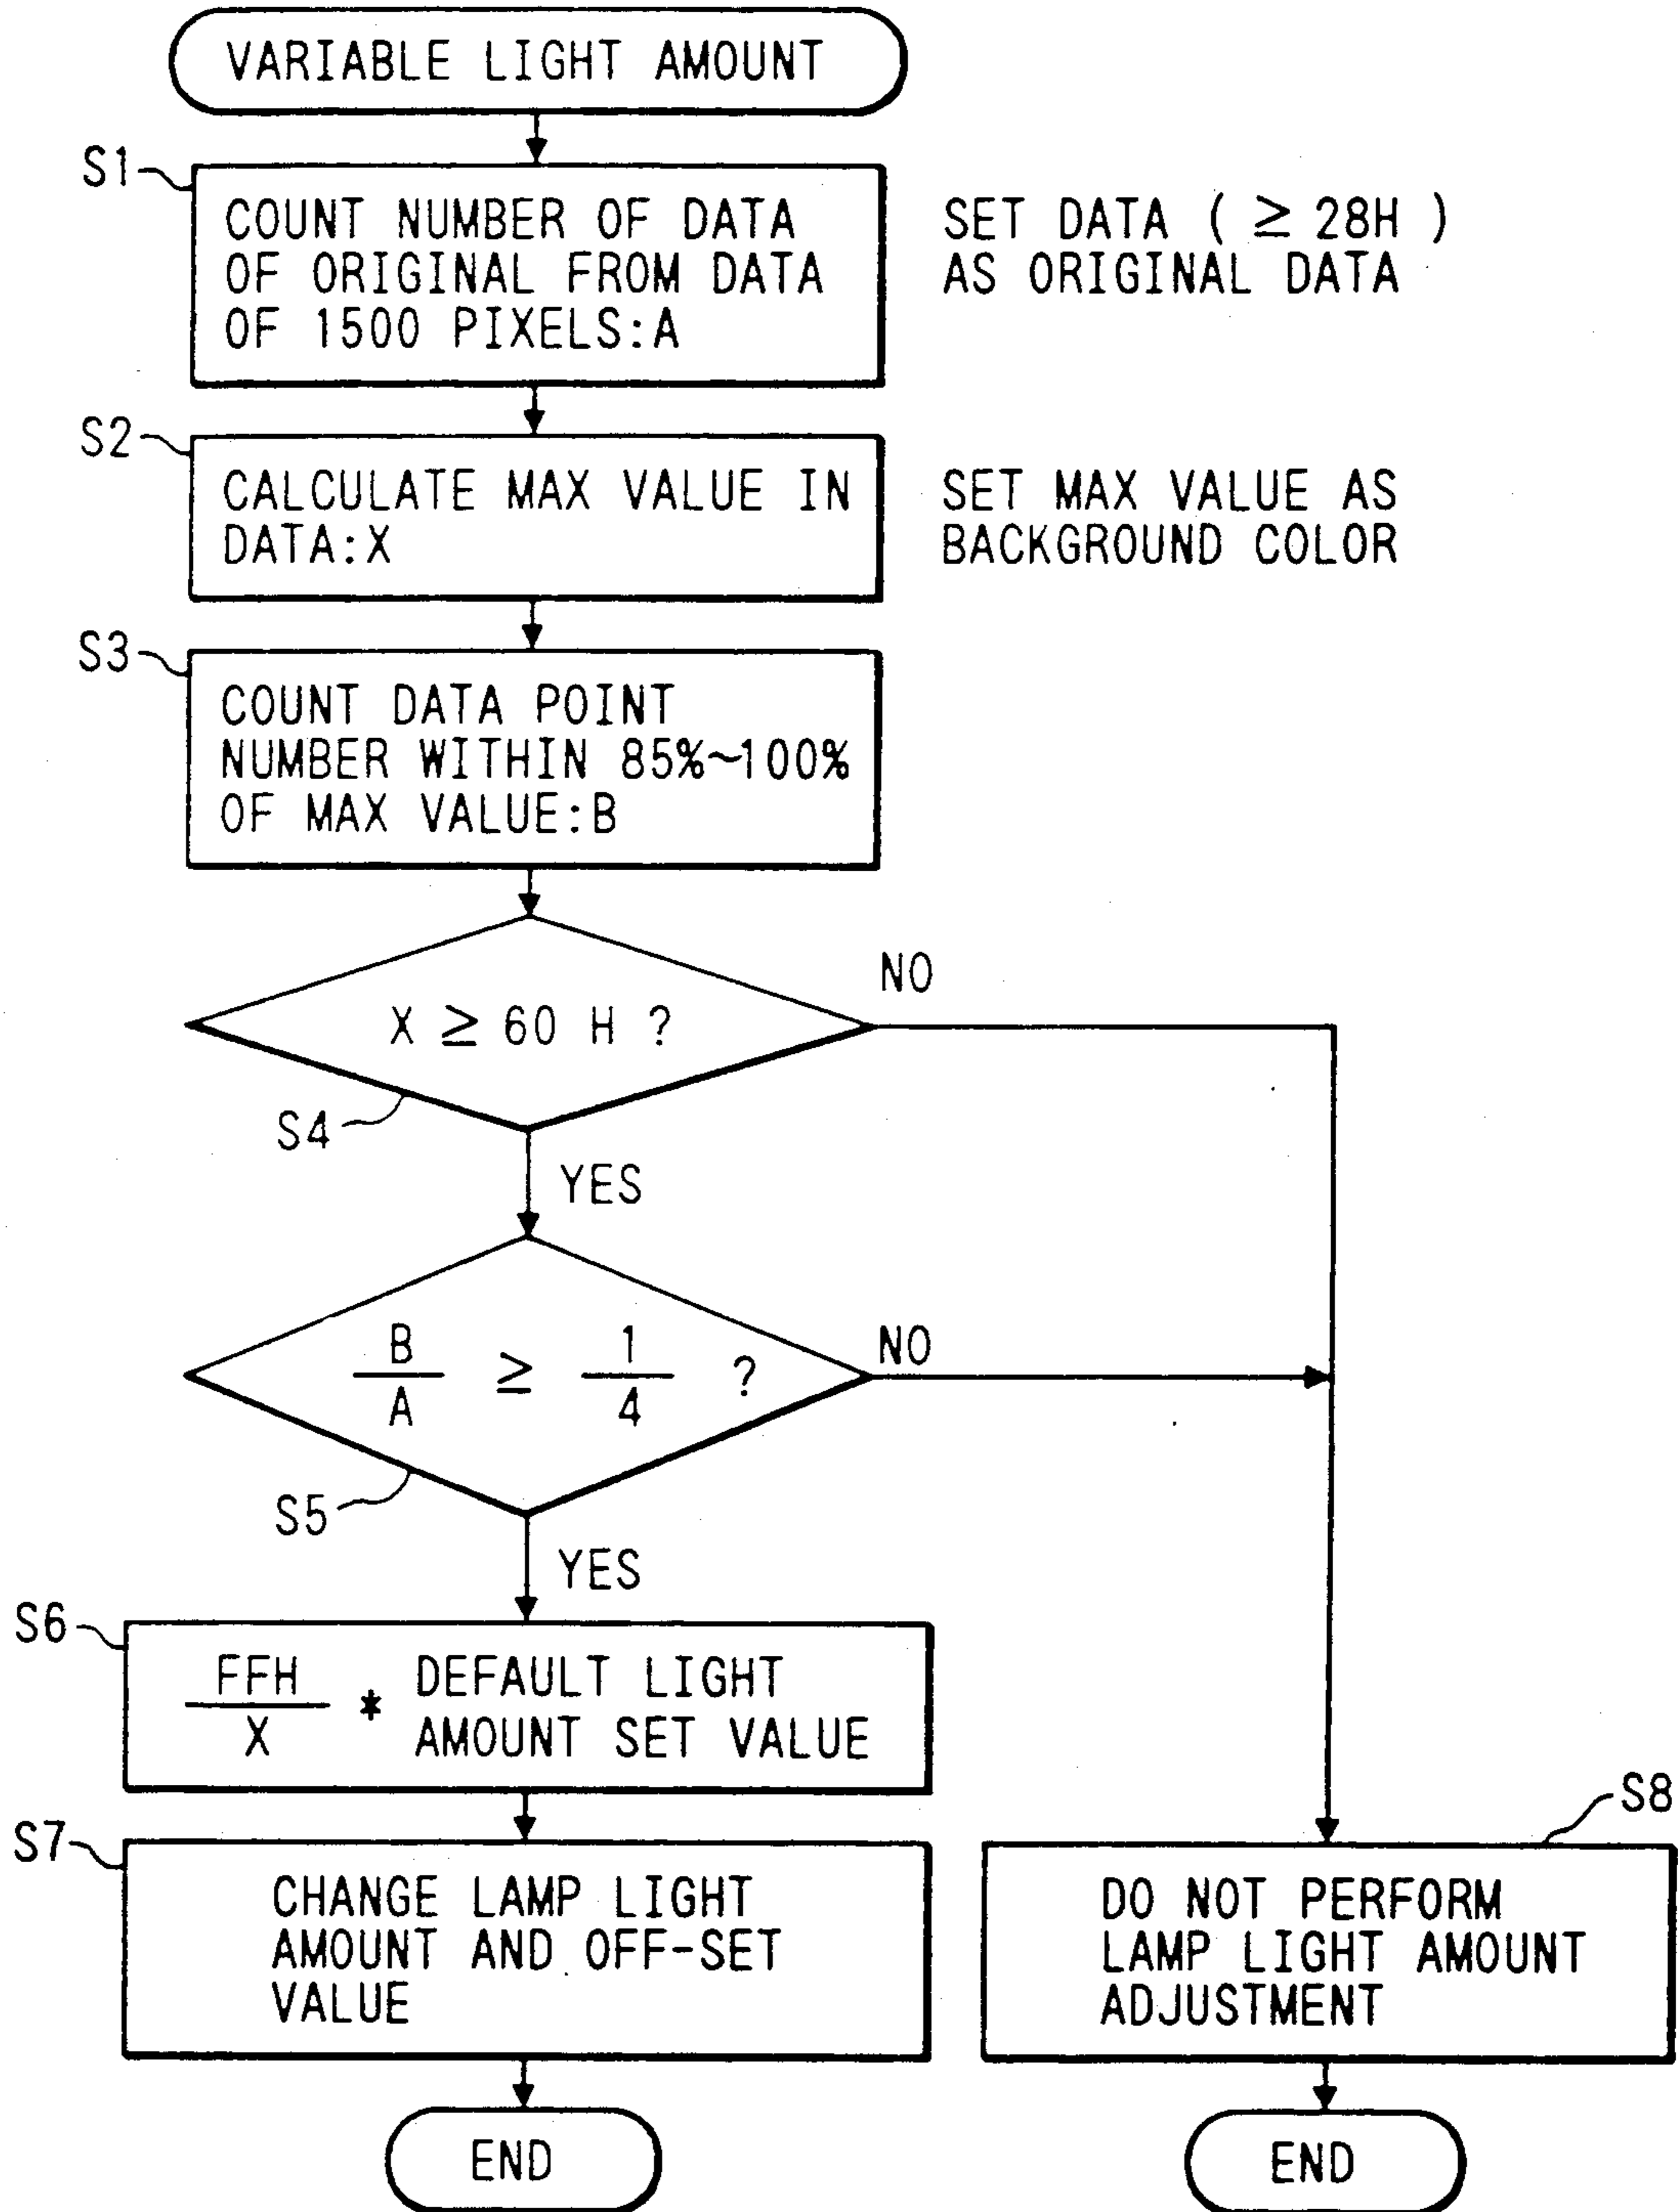 VARIABLE LIGHT AMOUNT
S1
COUNT NUMBER OF DATA
OF ORIGINAL FROM DATA
OF 1500 PIXELS:A
SET DATA ( ≥ 28H )
AS ORIGINAL DATA
S2
CALCULATE MAX VALUE IN
DATA:X
SET MAX VALUE AS
BACKGROUND COLOR
S3
COUNT DATA POINT
NUMBER WITHIN 85%~100%
OF MAX VALUE:B
X ≥ 60 H ?
NO
S4
YES
B/A ≥ 1/4 ?
NO
S5
YES
S6
FFH/X * DEFAULT LIGHT
AMOUNT SET VALUE
S7
CHANGE LAMP LIGHT
AMOUNT AND OFF-SET
VALUE
S8
DO NOT PERFORM
LAMP LIGHT AMOUNT
ADJUSTMENT
END
END